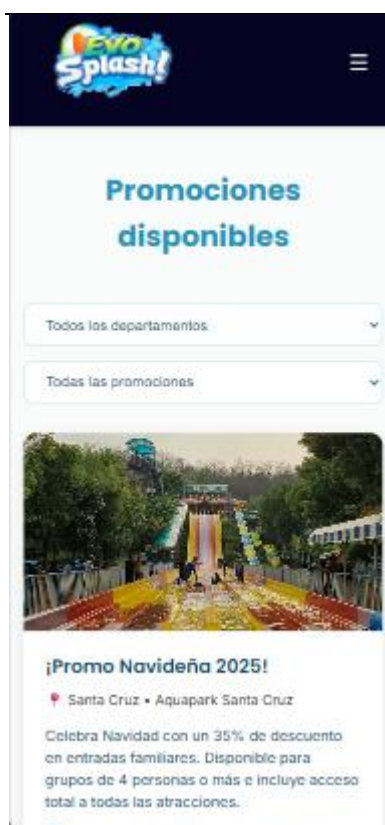 EVO
Splash!
Promociones
disponibles
Todos los departamentos
Todas las promociones
¡Promo Navideña 2025!
Santa Cruz • Aquapark Santa Cruz
Celebra Navidad con un 35% de descuento
en entradas familiares. Disponible para
grupos de 4 personas o más e incluye acceso
total a todas las atracciones.